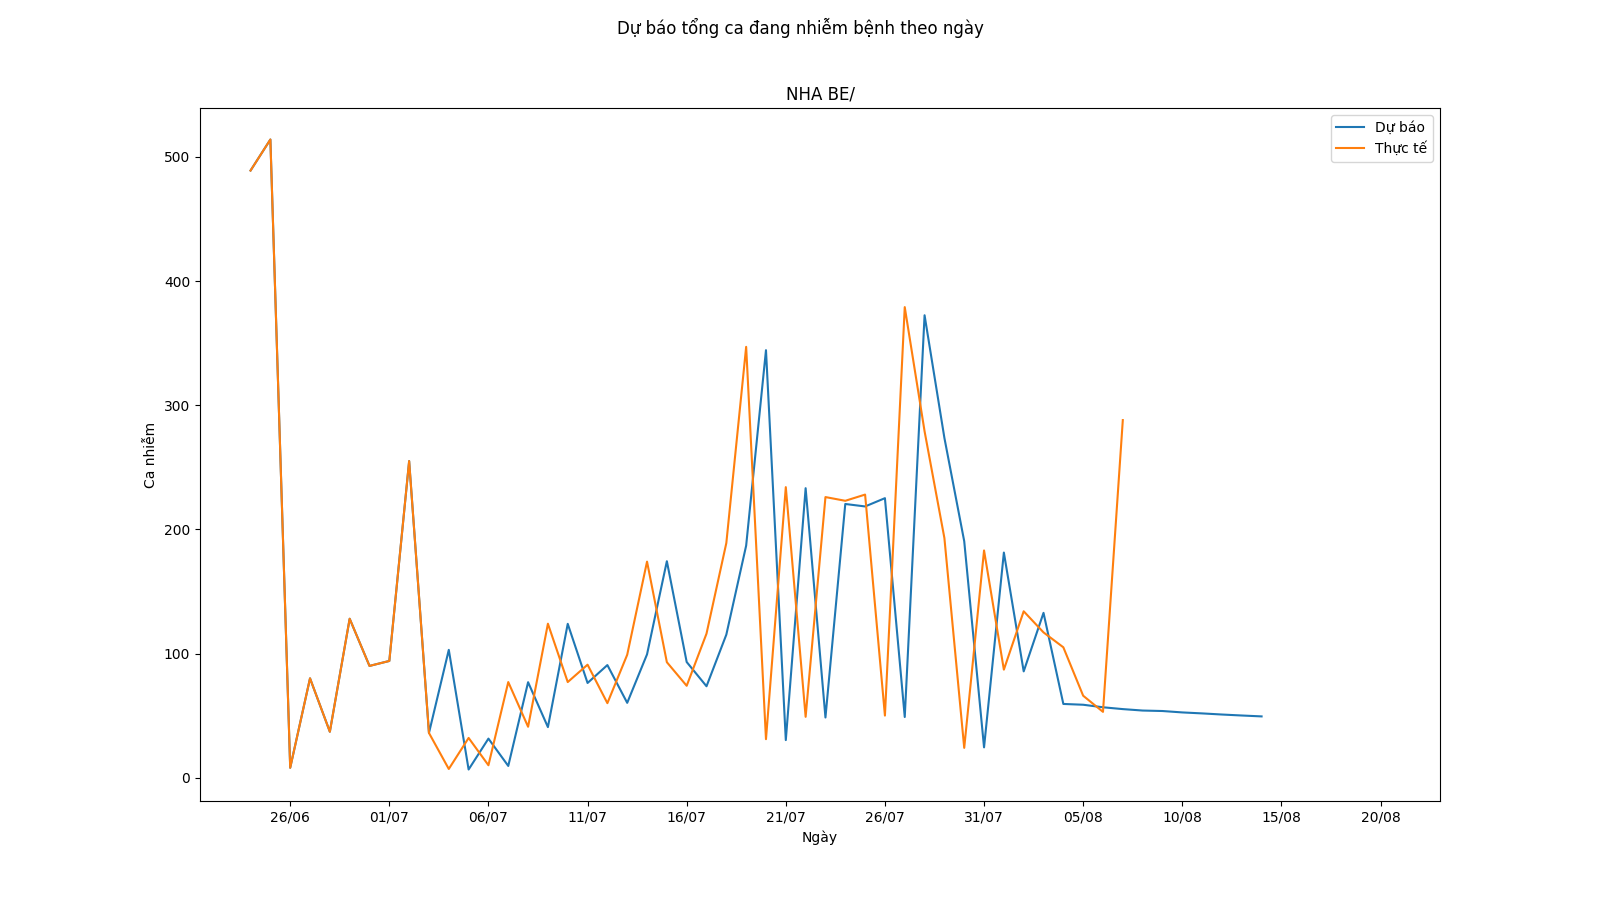 Dự báo tổng ca đang nhiễm bệnh theo ngày
NHA BE/
Dự báo
Thực tế
500
400
300
200
100
0
Ca nhiễm
26/06 01/07 06/07 11/07 16/07 21/07 26/07 31/07 05/08 10/08 15/08 20/08
Ngày